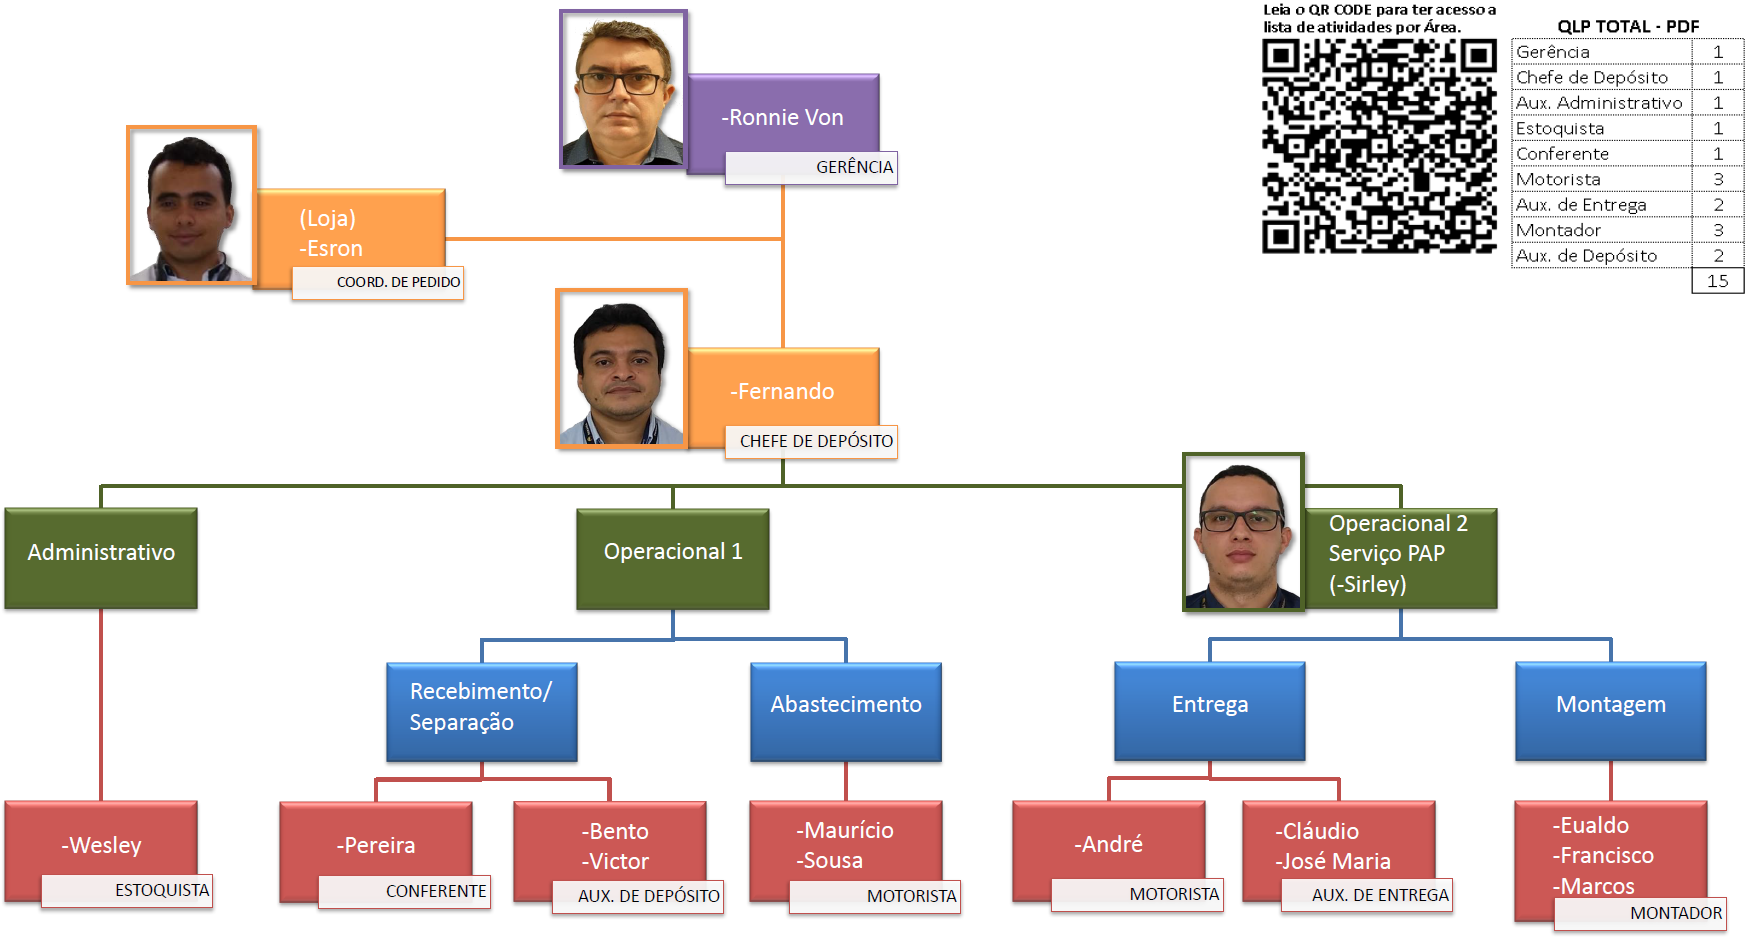 Leia o QR CODE para ter acesso a
lista de atividades por Área.
QLP TOTAL - PDF
Gerência 1
Chefe de Depósito 1
Aux. Administrativo 1
Estoquista 1
Conferente 1
Motorista 3
Aux. de Entrega 2
Montador 3
Aux. de Depósito 2
15
-Ronnie Von
GERÊNCIA
(Loja)
-Esron
COORD. DE PEDIDO
-Fernando
CHEFE DE DEPÓSITO
Administrativo
Operacional 1
Operacional 2
Serviço PAP
(-Sirley)
Recebimento/
Separação
Abastecimento
Entrega
Montagem
-Wesley
ESTOQUISTA
-Pereira
CONFERENTE
-Bento
-Victor
AUX. DE DEPÓSITO
-Maurício
-Sousa
MOTORISTA
-André
MOTORISTA
-Cláudio
-José Maria
AUX. DE ENTREGA
-Eualdo
-Francisco
-Marcos
MONTADOR